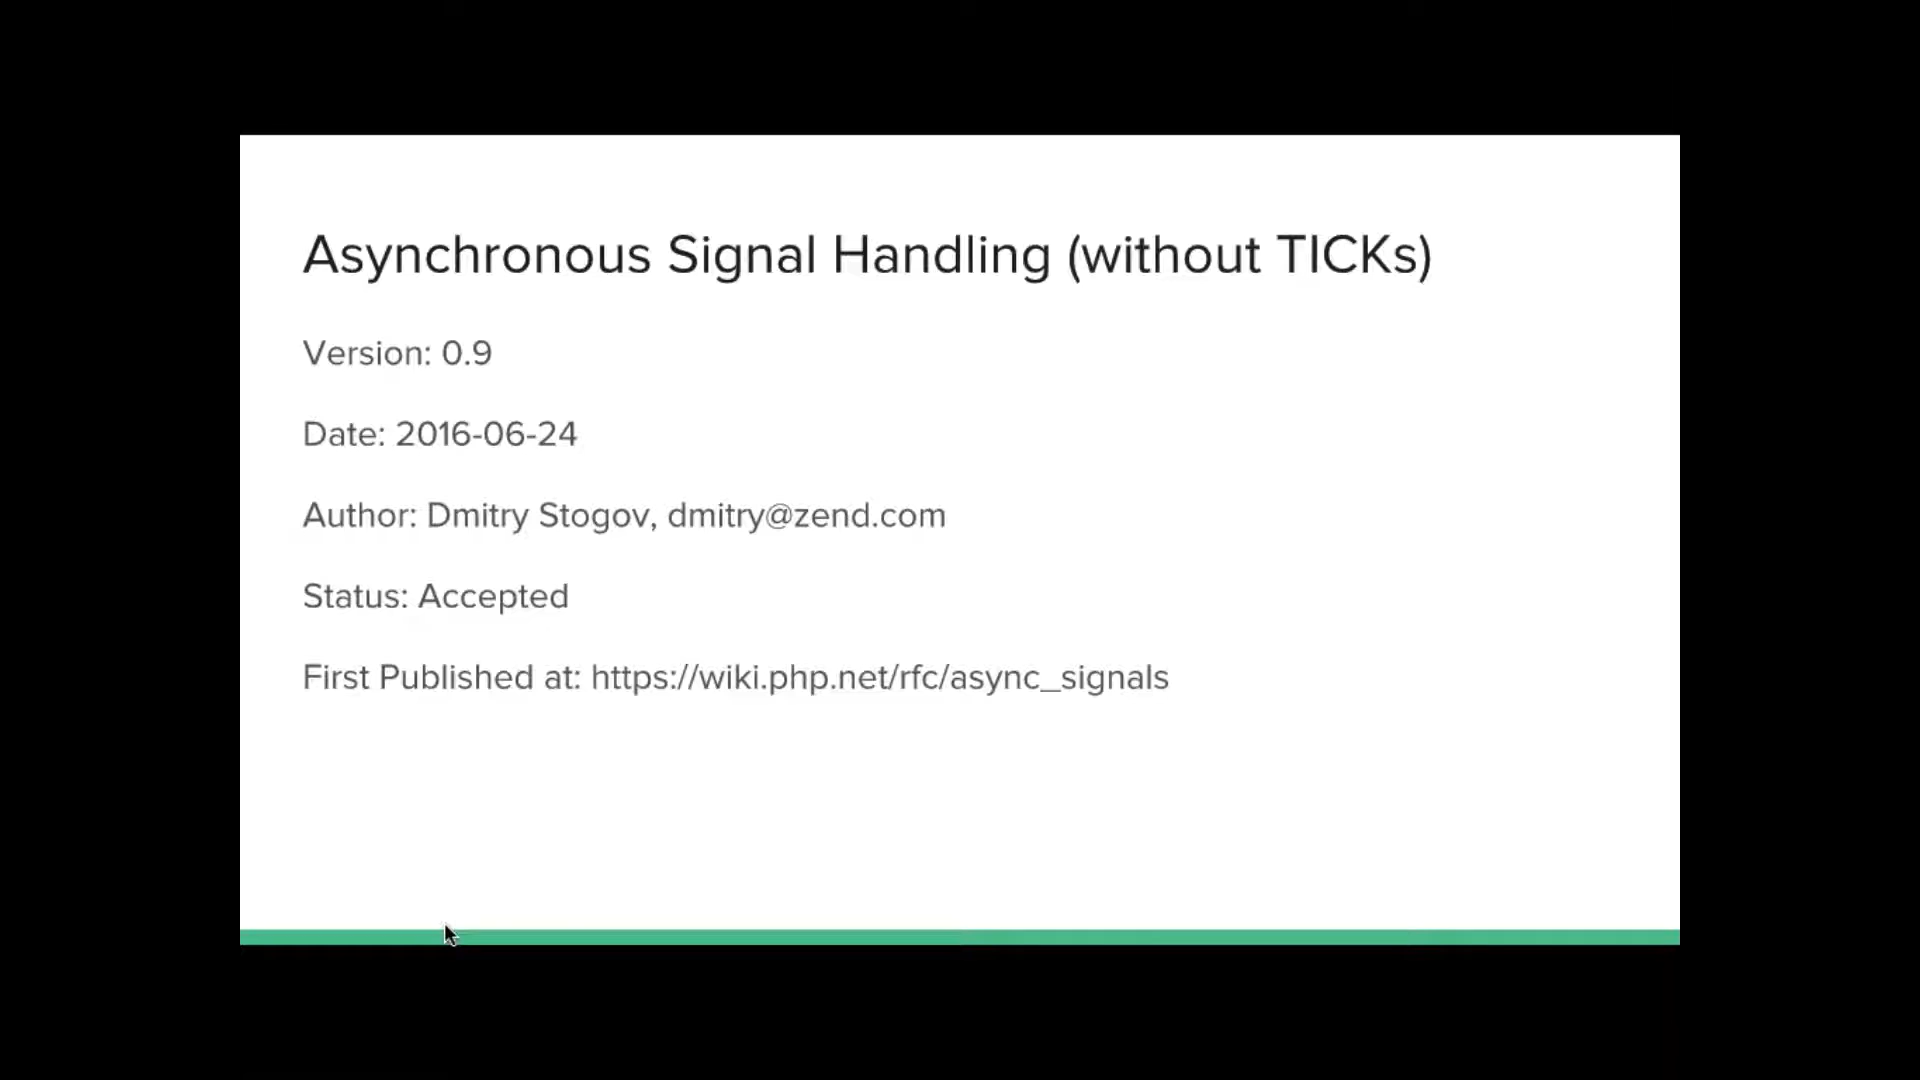 Asynchronous Signal Handling (without TICKs)
Version: 0.9
Date: 2016-06-24
Author: Dmitry Stogov, dmitry@zend.com
Status: Accepted
First Published at: https://wiki.php.net/rfc/async_signals